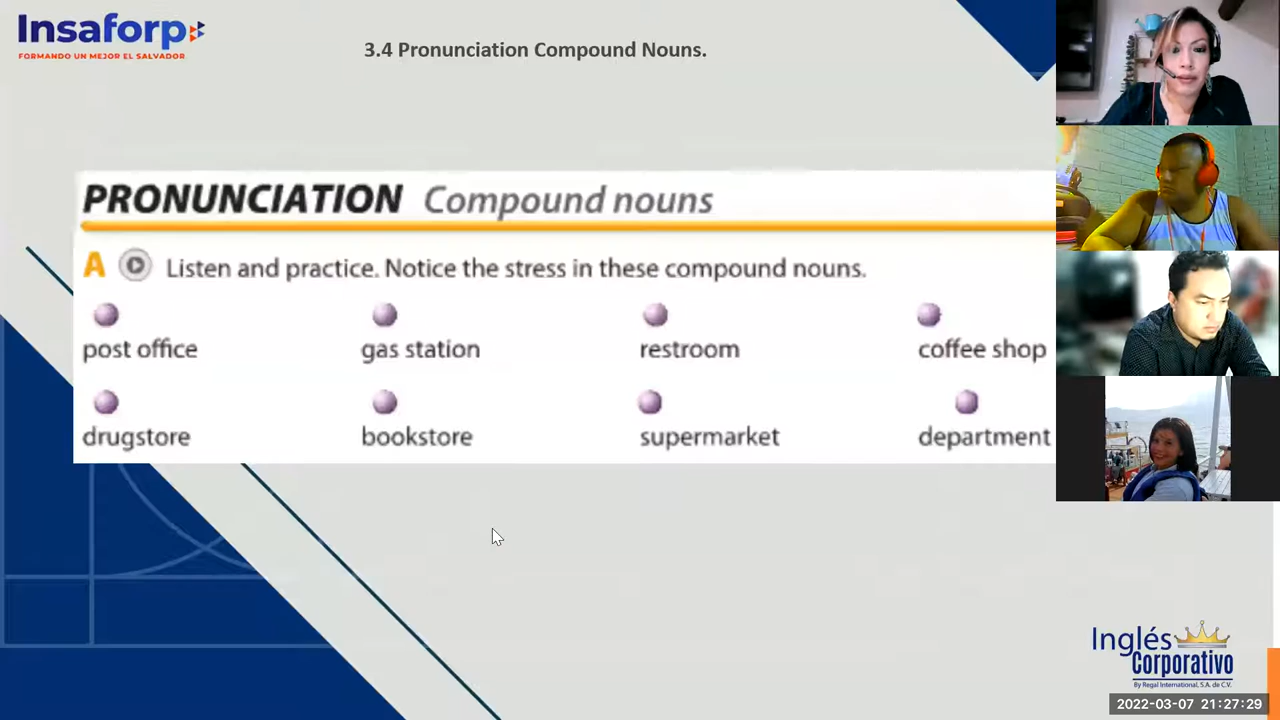 Insaforp
FORMANDO UN MEJOR EL SALVADOR
3.4 Pronunciation Compound Nouns.
PRONUNCIATION Compound nouns
A Listen and practice. Notice the stress in these compound nouns.
post office gas station restroom coffee shop
drugstore bookstore supermarket department
Inglés
Corporativo
By Regal International, S.A. de C.V.
2022-03-07 21:27:29